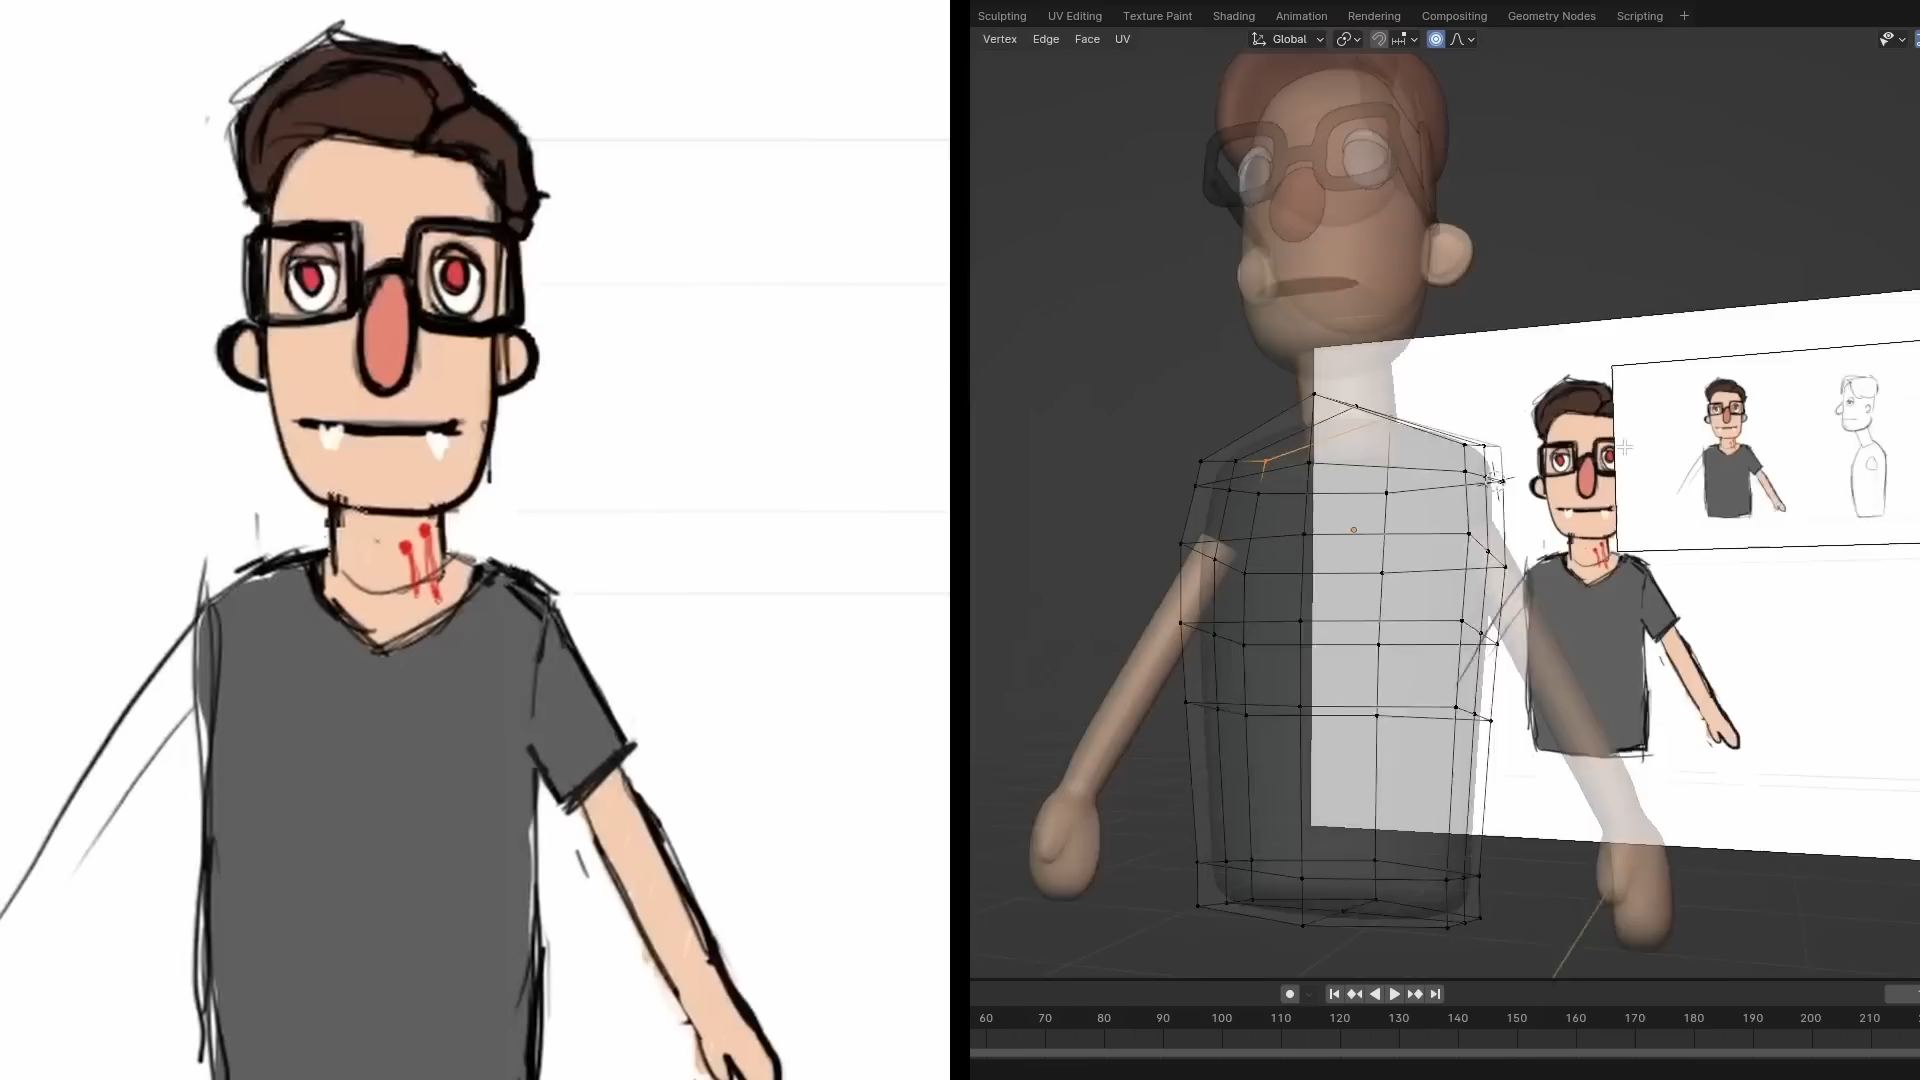 Sculpting UV Editing Texture Paint Shading Animation Rendering Compositing Geometry Nodes Scripting +
Vertex Edge Face UV Global
60 70 80 90 100 110 120 130 140 150 160 170 180 190 200 210